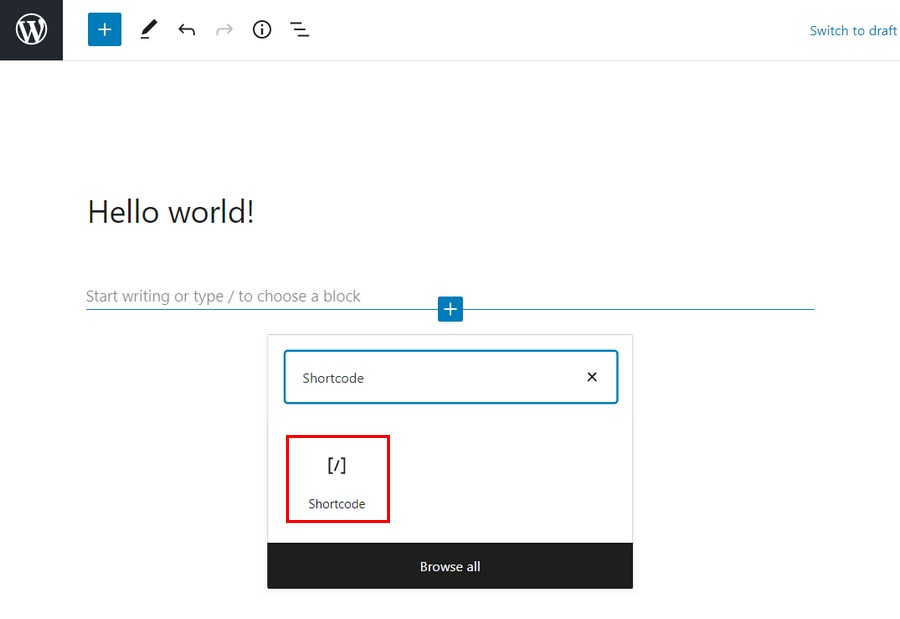 Switch to draft
Hello world!
Start writing or type / to choose a block
Shortcode
[/]
Shortcode
Browse all